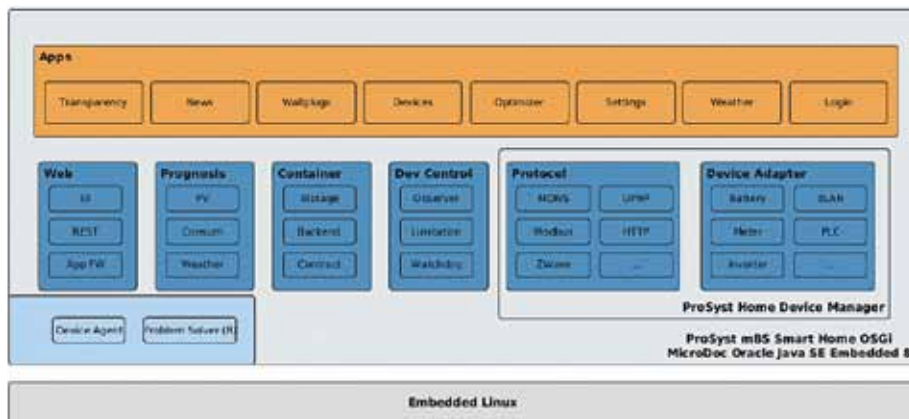 Apps
Transparency News Wallplugs Devices Optimizer Settings Weather Login
Web Prognosis Container Dev Control Protocol Device Adapter
UI PV Storage Observer MDNS UPNP Battery
REST Consum Backend Limitation Modbus HTTP Meter PLC
App FW Weather Contract Watchdog ZWave ... Inverter ...
ProSyst Home Device Manager
Device Agent Problem Solver (R)
ProSyst mBS Smart Home OSGi
MicroDoc Oracle Java SE Embedded 8
Embedded Linux